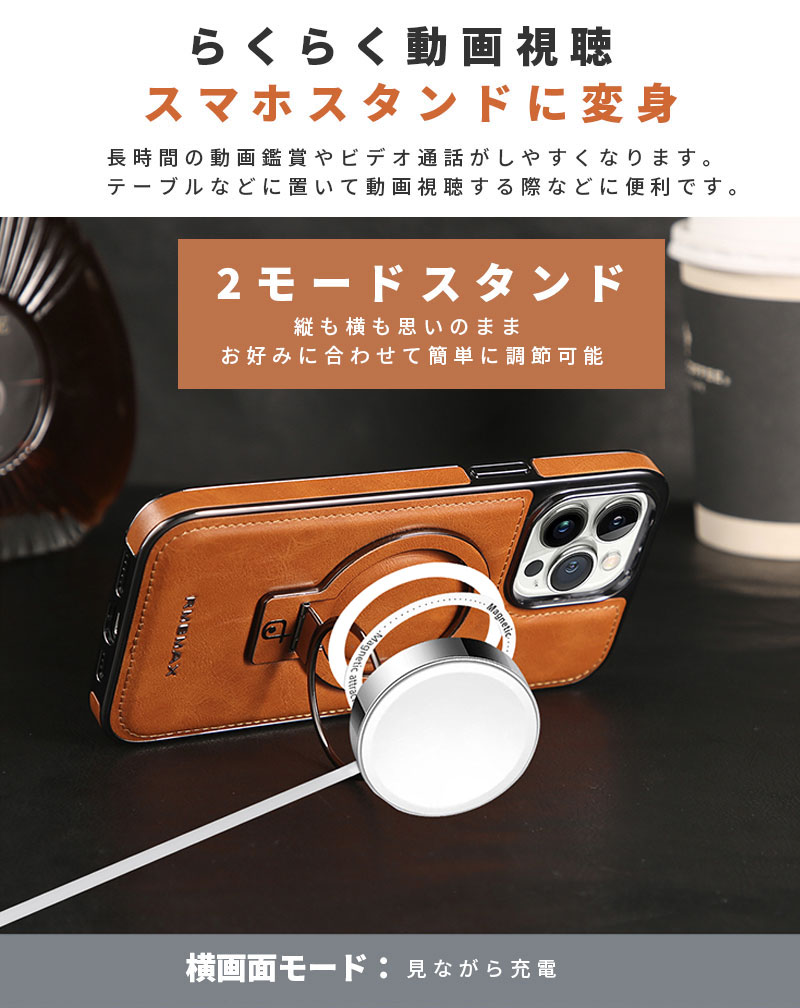 らくらく動画視聴
スマホスタンドに変身
長時間の動画鑑賞やビデオ通話がしやすくなります。
テーブルなどに置いて動画視聴する際などに便利です。
2モードスタンド
縦も横も思いのまま
お好みに合わせて簡単に調節可能
Magnetic
Magnetic attrac
横画面モード：見ながら充電